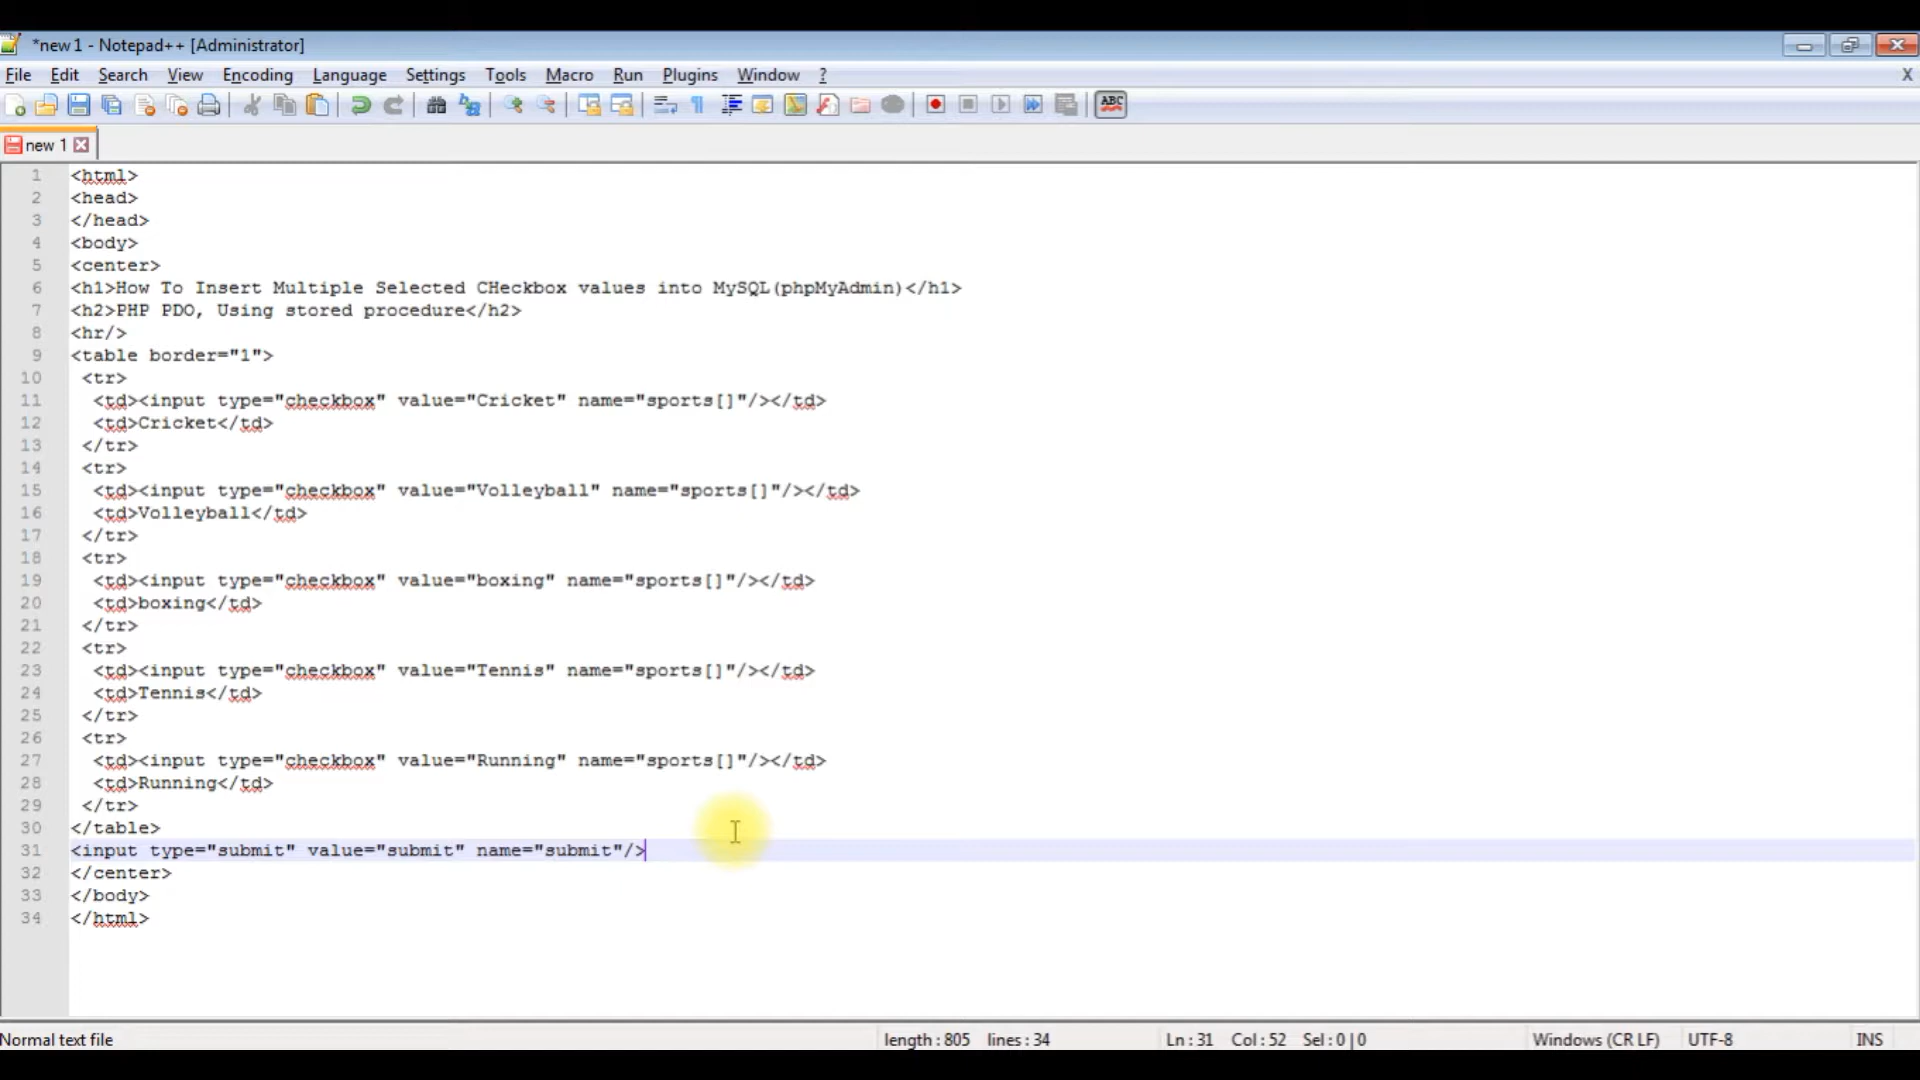 *new 1 - Notepad++ [Administrator]
File Edit Search View Encoding Language Settings Tools Macro Run Plugins Window ? X
ABC
new 1
1 <html>
2 <head>
3 </head>
4 <body>
5 <center>
6 <h1>How To Insert Multiple Selected CHeckbox values into MySQL(phpMyAdmin)</h1>
7 <h2>PHP PDO, Using stored procedure</h2>
8 <hr/>
9 <table border="1">
10 <tr>
11 <td><input type="checkbox" value="Cricket" name="sports[]"/></td>
12 <td>Cricket</td>
13 </tr>
14 <tr>
15 <td><input type="checkbox" value="Volleyball" name="sports[]"/></td>
16 <td>Volleyball</td>
17 </tr>
18 <tr>
19 <td><input type="checkbox" value="boxing" name="sports[]"/></td>
20 <td>boxing</td>
21 </tr>
22 <tr>
23 <td><input type="checkbox" value="Tennis" name="sports[]"/></td>
24 <td>Tennis</td>
25 </tr>
26 <tr>
27 <td><input type="checkbox" value="Running" name="sports[]"/></td>
28 <td>Running</td>
29 </tr>
30 </table>
31 <input type="submit" value="submit" name="submit"/>
32 </center>
33 </body>
34 </html>
Normal text file length : 805 lines : 34 Ln : 31 Col : 52 Sel : 0 | 0 Windows (CR LF) UTF-8 INS